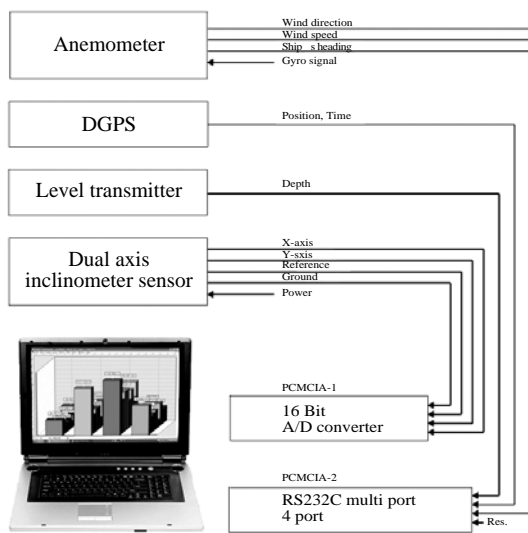 Anemometer
Wind direction
Wind speed
Ship s heading
Gyro signal
DGPS
Position, Time
Level transmitter
Depth
Dual axis
inclinometer sensor
X-axis
Y-sxis
Reference
Ground
Power
PCMCIA-1
16 Bit
A/D converter
PCMCIA-2
RS232C multi port
4 port
Res.